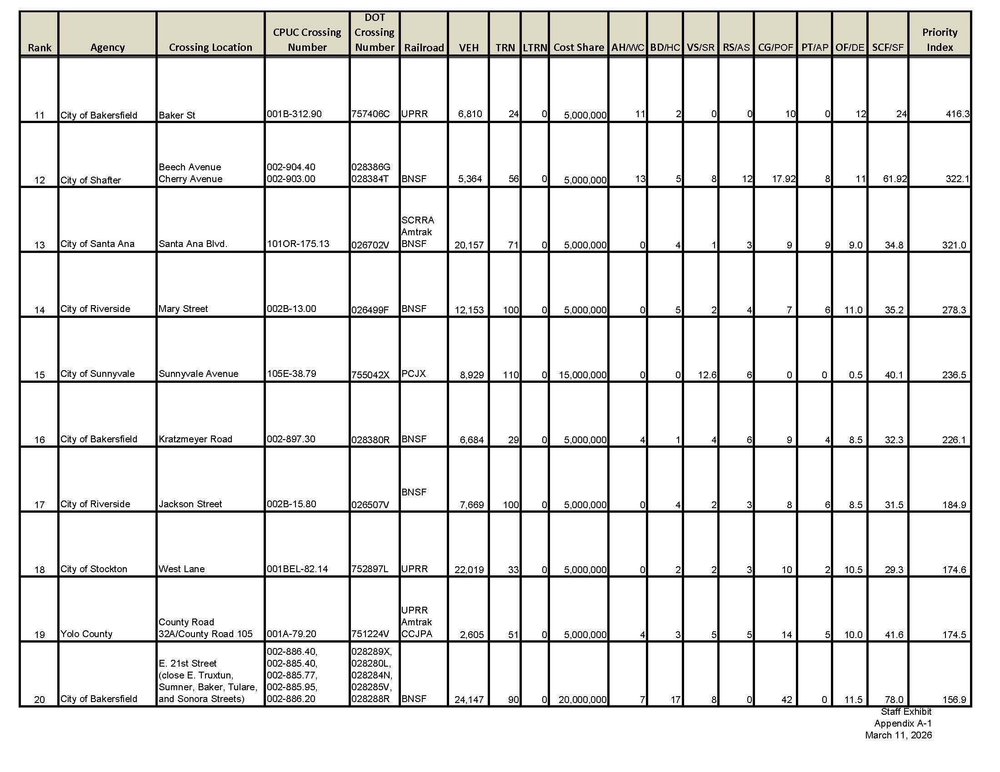 Rank Agency Crossing Location CPUC Crossing Number DOT Crossing Number Railroad VEH TRN LTRN Cost Share AH/WC BD/HC VS/SR RS/AS CG/POF PT/AP OF/DE SCF/SF Priority Index
11 City of Bakersfield Baker St 001B-312.90 757406C UPRR 6,810 24 0 5,000,000 11 2 0 0 10 0 12 24 416.3
Beech Avenue 002-904.40 028386G
12 City of Shafter Cherry Avenue 002-903.00 028384T BNSF 5,364 56 0 5,000,000 13 5 8 12 17.92 8 11 61.92 322.1
SCRRA
Amtrak
13 City of Santa Ana Santa Ana Blvd. 101OR-175.13 026702V BNSF 20,157 71 0 5,000,000 0 4 1 3 9 9 9.0 34.8 321.0
14 City of Riverside Mary Street 002B-13.00 026499F BNSF 12,153 100 0 5,000,000 0 5 2 4 7 6 11.0 35.2 278.3
15 City of Sunnyvale Sunnyvale Avenue 105E-38.79 755042X PCJX 8,929 110 0 15,000,000 0 0 12.6 6 0 0 0.5 40.1 236.5
16 City of Bakersfield Kratzmeyer Road 002-897.30 028380R BNSF 6,684 29 0 5,000,000 4 1 4 6 9 4 8.5 32.3 226.1
BNSF
17 City of Riverside Jackson Street 002B-15.80 026507V 7,669 100 0 5,000,000 0 4 2 3 8 6 8.5 31.5 184.9
18 City of Stockton West Lane 001BEL-82.14 752897L UPRR 22,019 33 0 5,000,000 0 2 2 3 10 2 10.5 29.3 174.6
UPRR
County Road Amtrak
19 Yolo County 32A/County Road 105 001A-79.20 751224V CCJPA 2,605 51 0 5,000,000 4 3 5 5 14 5 10.0 41.6 174.5
002-886.40, 028289X,
E. 21st Street 002-885.40, 028280L,
(close E. Truxtun, 002-885.77, 028284N,
Sumner, Baker, Tulare, 002-885.95, 028285V,
20 City of Bakersfield and Sonora Streets) 002-886.20 028288R BNSF 24,147 90 0 20,000,000 7 17 8 0 42 0 11.5 78.0 156.9
Staff Exhibit
Appendix A-1
March 11, 2026